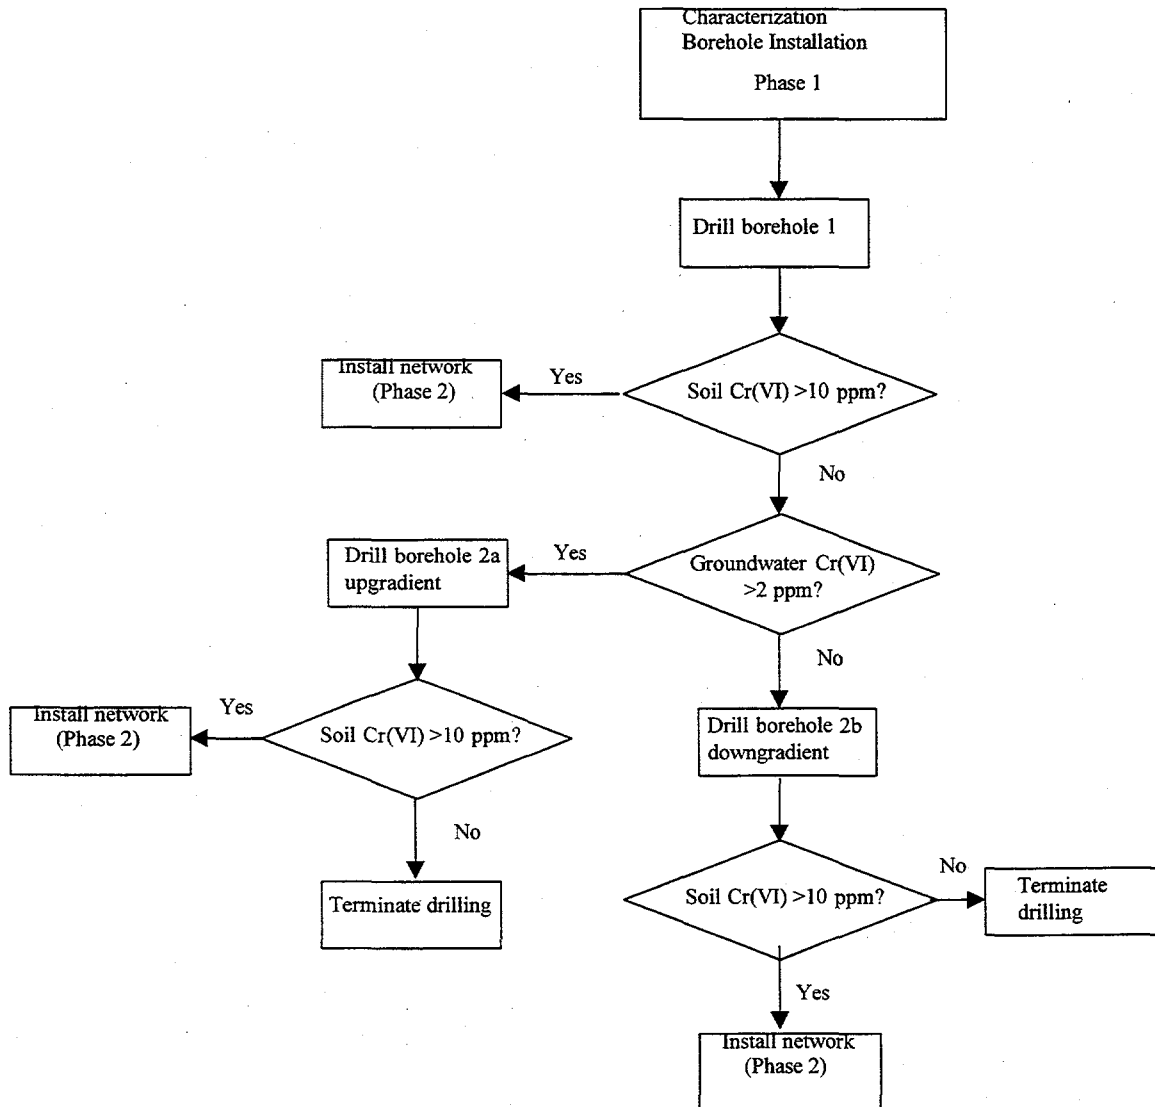 Characterization
Borehole Installation
Phase 1
Drill borehole 1
Install network
(Phase 2)
Yes
Soil Cr(VI) >10 ppm?
No
Drill borehole 2a
upgradient
Yes
Groundwater Cr(VI)
>2 ppm?
No
Install network
(Phase 2)
Yes
Soil Cr(VI) >10 ppm?
Drill borehole 2b
downgradient
No
Terminate drilling
Soil Cr(VI) >10 ppm?
No
Terminate
drilling
Yes
Install network
(Phase 2)